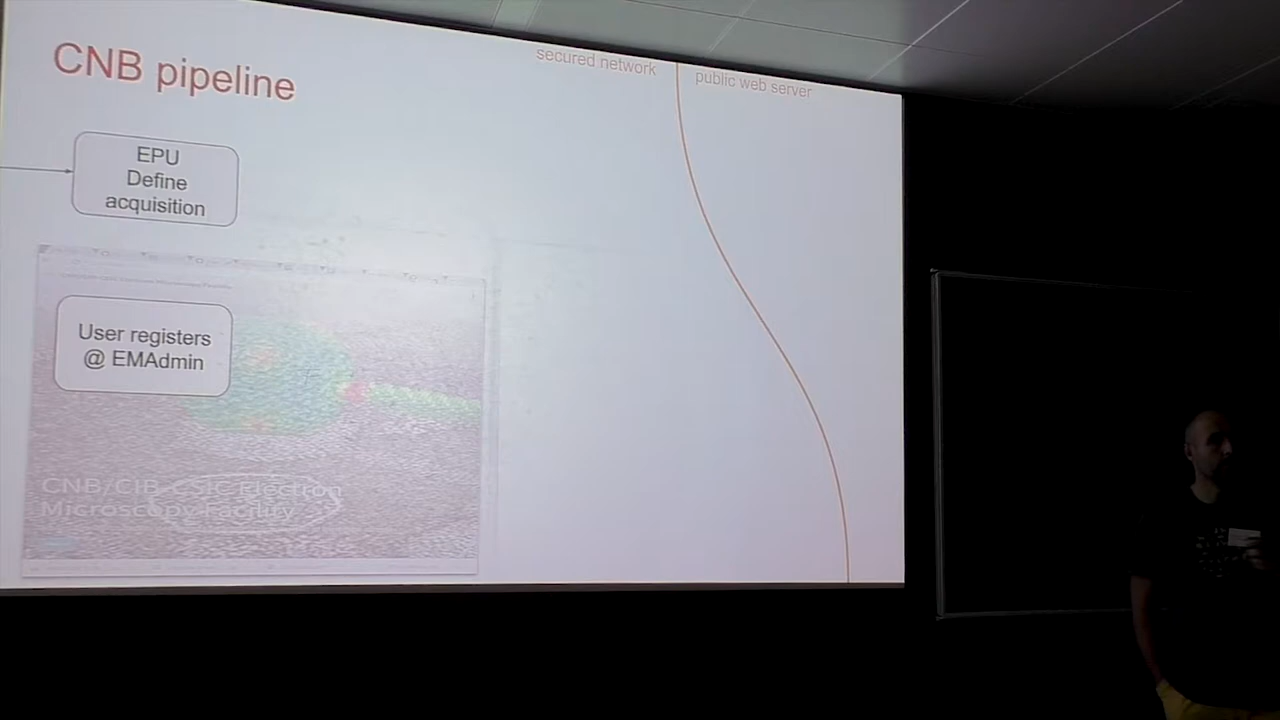 CNB pipeline
secured network
public web server
EPU
Define
acquisition
User registers
@ EMAdmin
CNB/CIB-CSIC Electron
Microscopy Facility